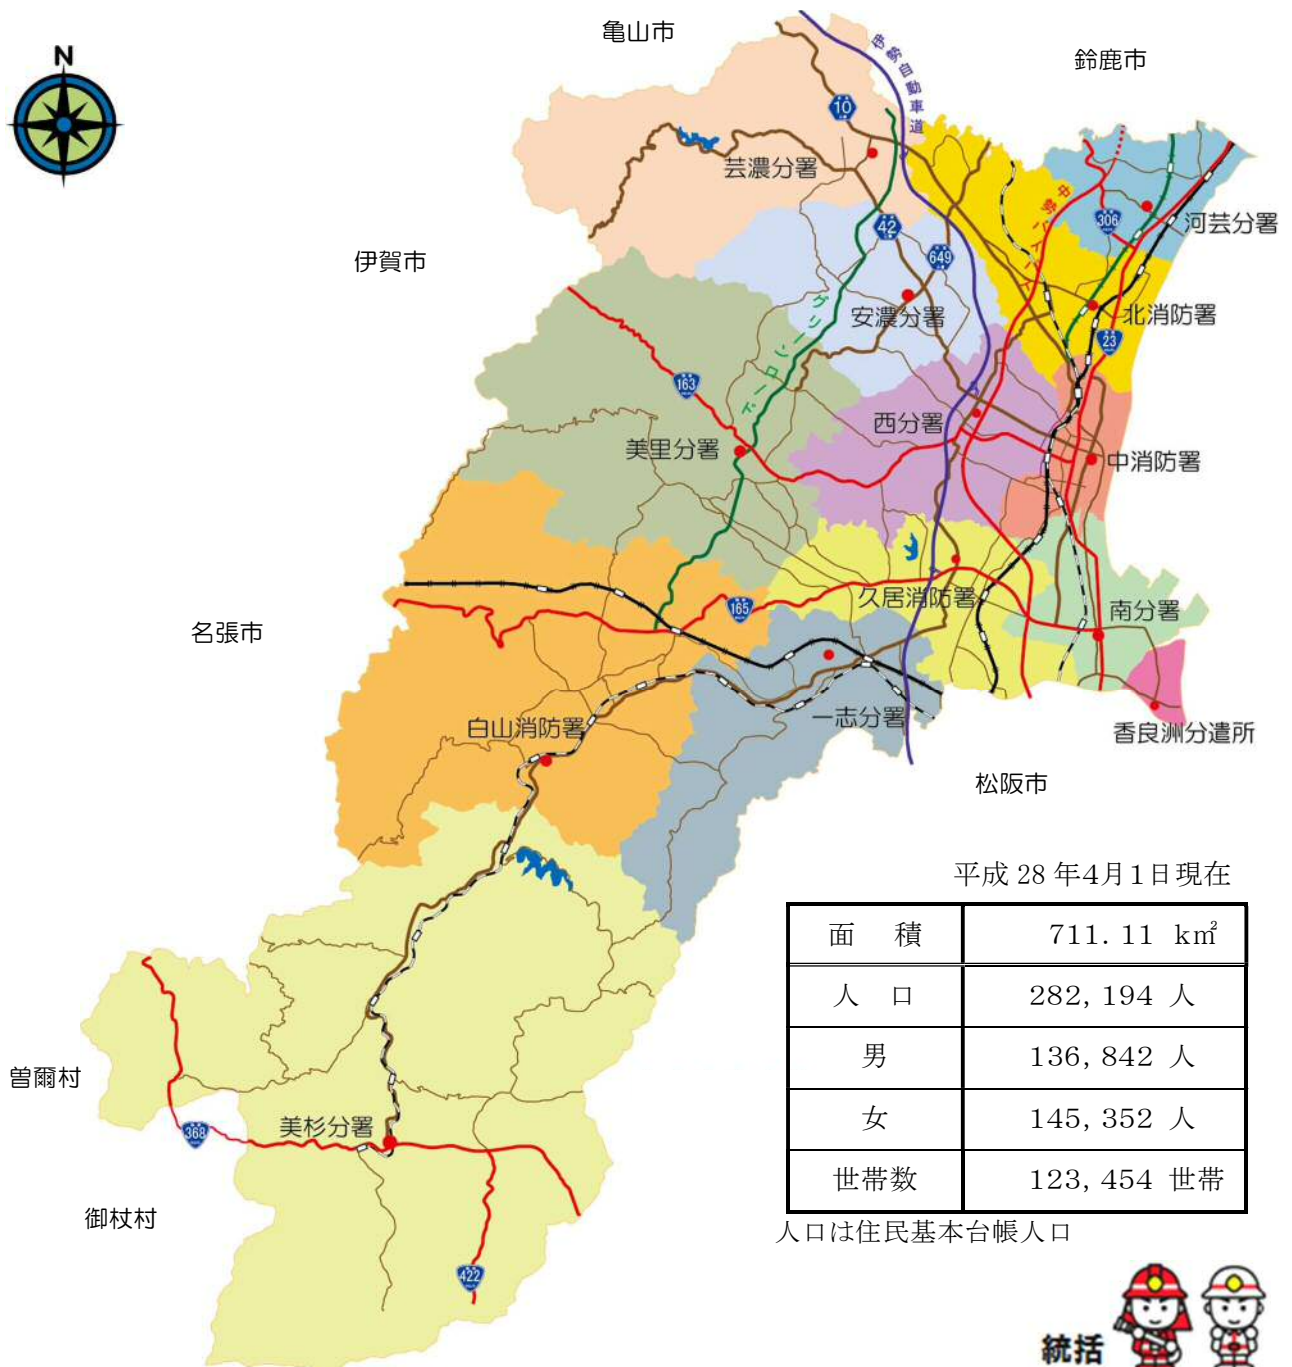 亀山市
鈴鹿市
N
伊勢自動車道
10
芸濃分署
中勢バイパス
306
河芸分署
42
649
伊賀市
グリーンロード
安濃分署
北消防署
23
163
西分署
美里分署
中消防署
久居消防署
165
南分署
名張市
一志分署
白山消防署
香良洲分遣所
松阪市
平成 28 年4月1日現在
面 積 711.11 k㎡
人 口 282,194 人
男 136,842 人
女 145,352 人
世帯数 123,454 世帯
人口は住民基本台帳人口
曽爾村
美杉分署
368
御杖村
422
統括